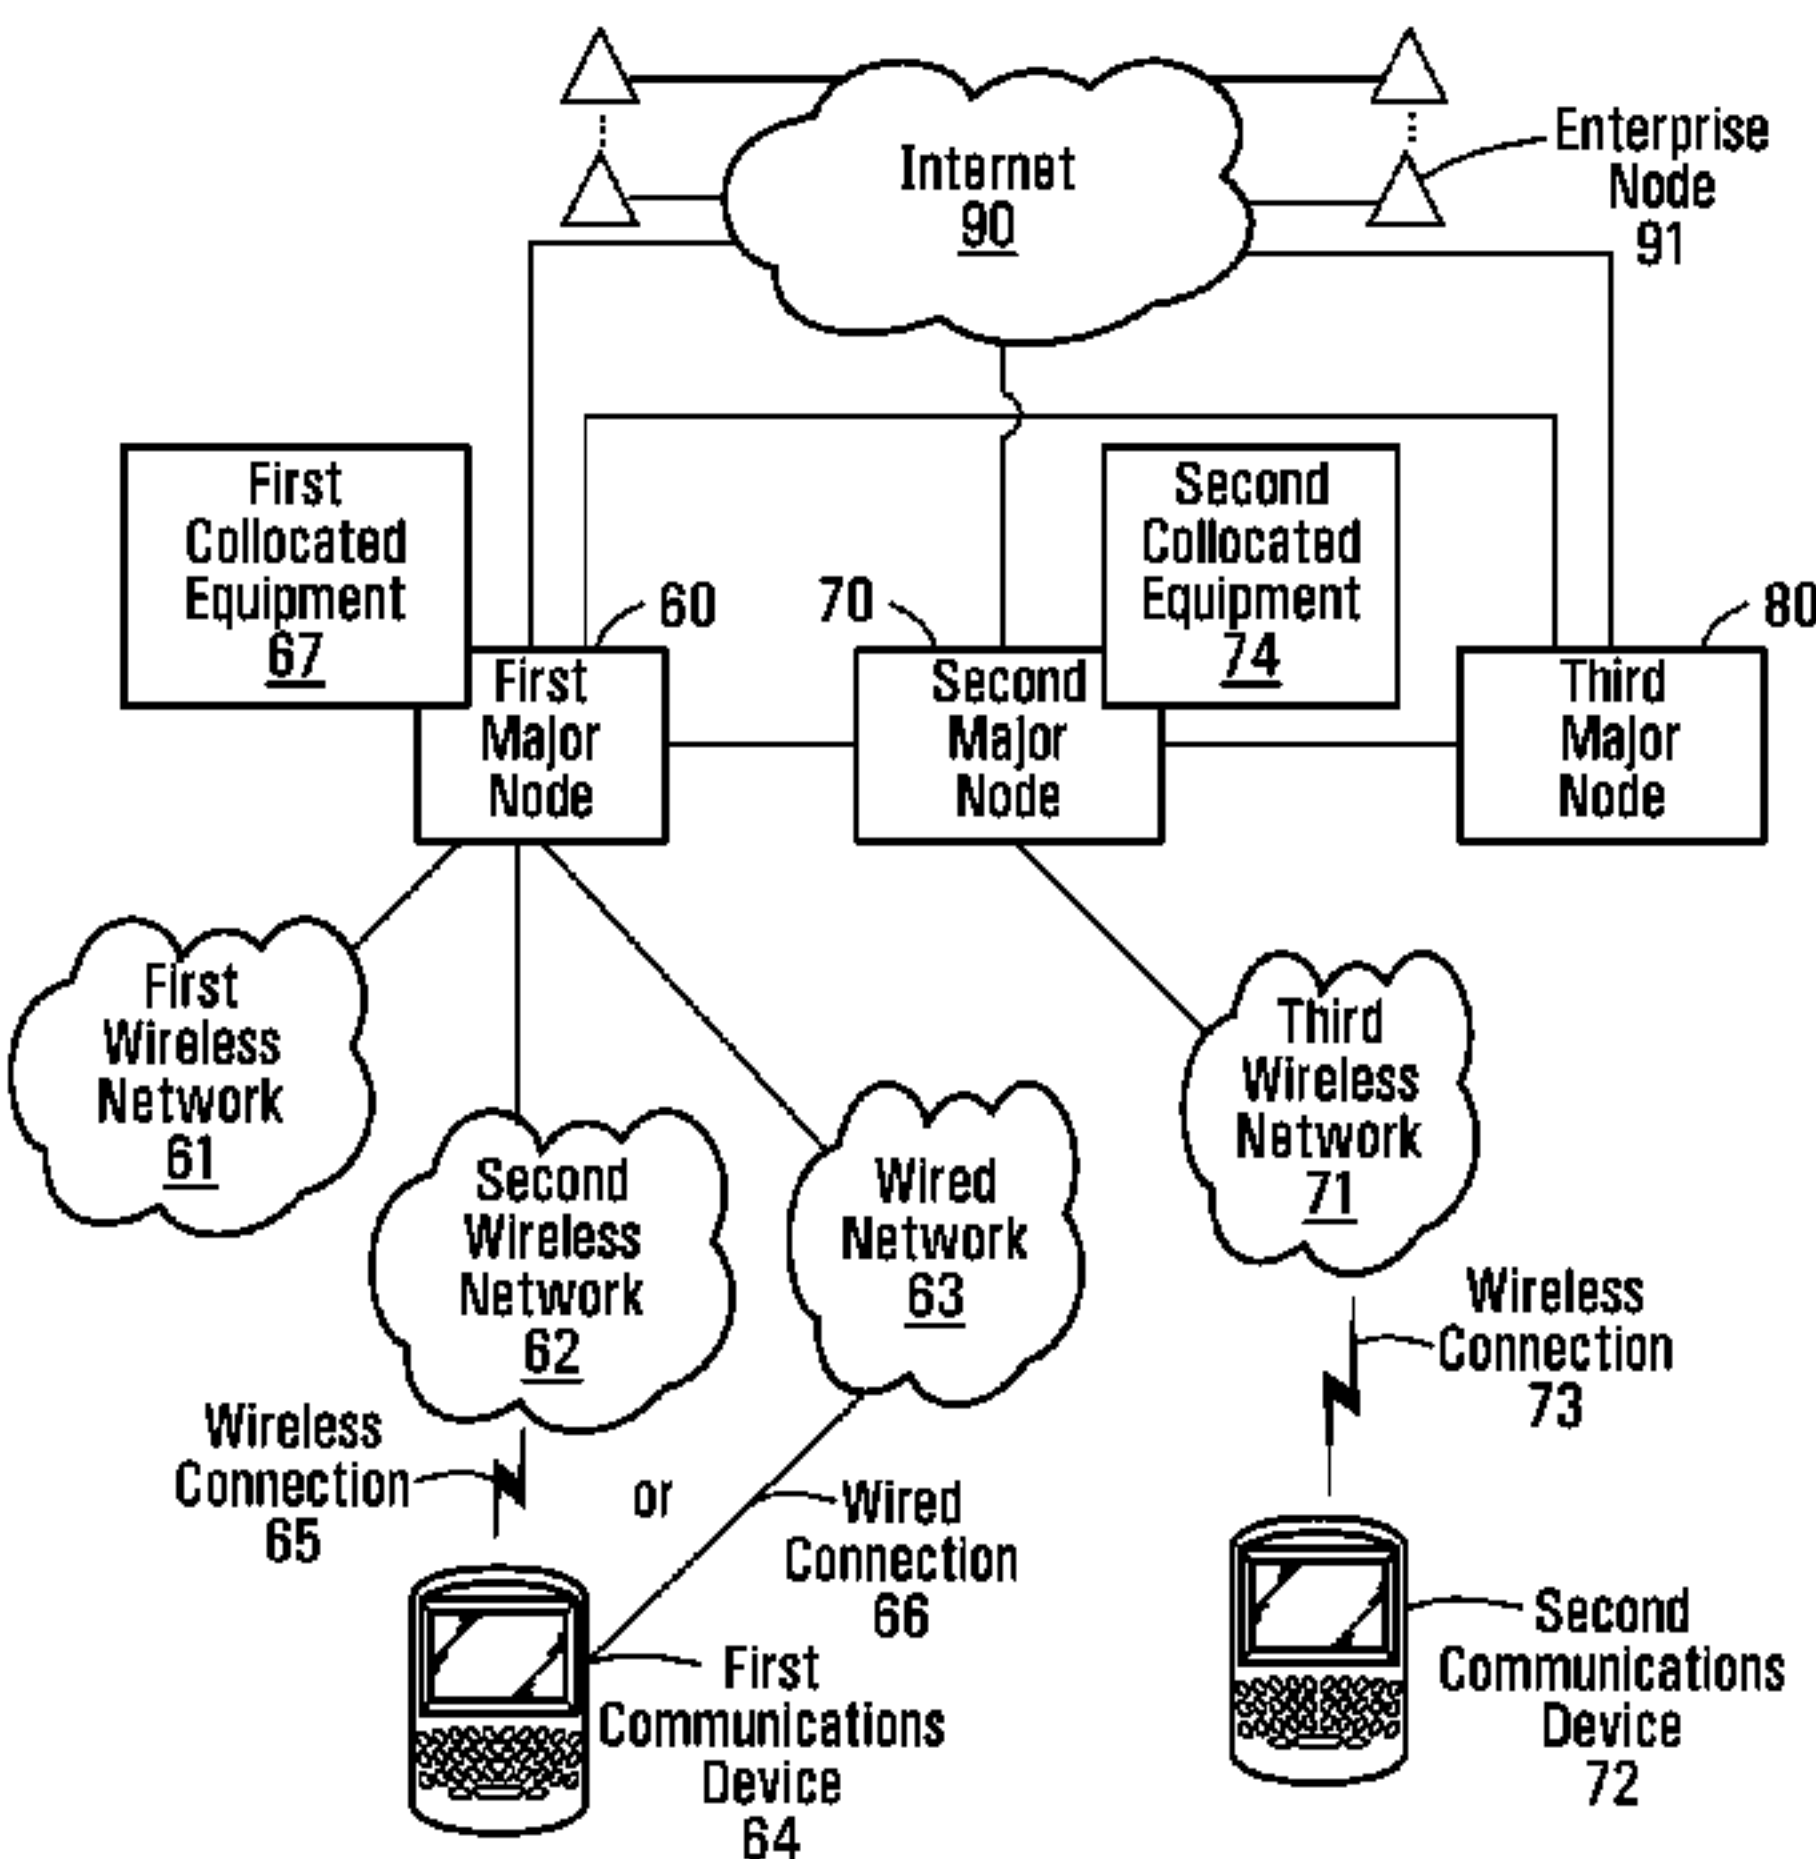 Internet
90
Enterprise
Node
91
First
Collocated
Equipment
67
60
70
Second
Collocated
Equipment
74
80
First
Major
Node
Second
Major
Node
Third
Major
Node
First
Wireless
Network
61
Second
Wireless
Network
62
Wired
Network
63
Third
Wireless
Network
71
Wireless
Connection
73
Wireless
Connection
65
or
Wired
Connection
66
First
Communications
Device
64
Second
Communications
Device
72